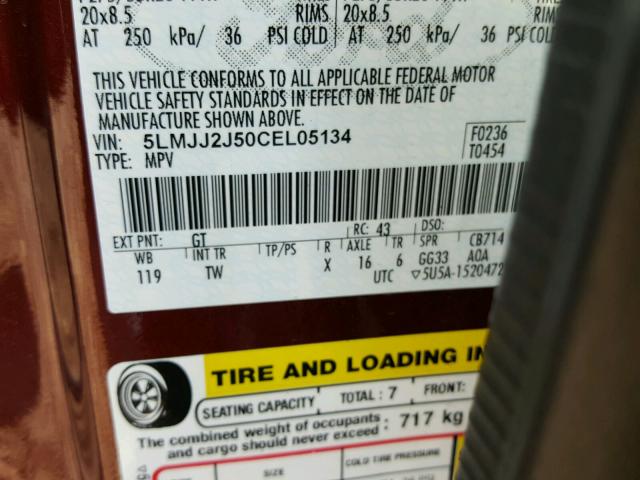 20x8.5 RIMS 20x8.5 RIM
AT 250 kPa/ 36 PSI COLD AT 250 kPa/ 36 PSI COLD
THIS VEHICLE CONFORMS TO ALL APPLICABLE FEDERAL MOTOR
VEHICLE SAFETY STANDARDS IN EFFECT ON THE DATE OF
MANUFACTURE SHOWN ABOVE.
VIN: 5LMJJ2J50CEL05134 F0236
TYPE: MPV T0454
EXT PNT: GT RC: 43 DSO:
WB INT TR TP/PS R AXLE TR SPR CB714
119 TW X 16 6 GG33 AOA
UTC ▽5U5A-1520472
TIRE AND LOADING IN
SEATING CAPACITY TOTAL : 7 FRONT:
The combined weight of occupants
and cargo should never exceed : 717 kg
SIZE COLD TIRE PRESSURE